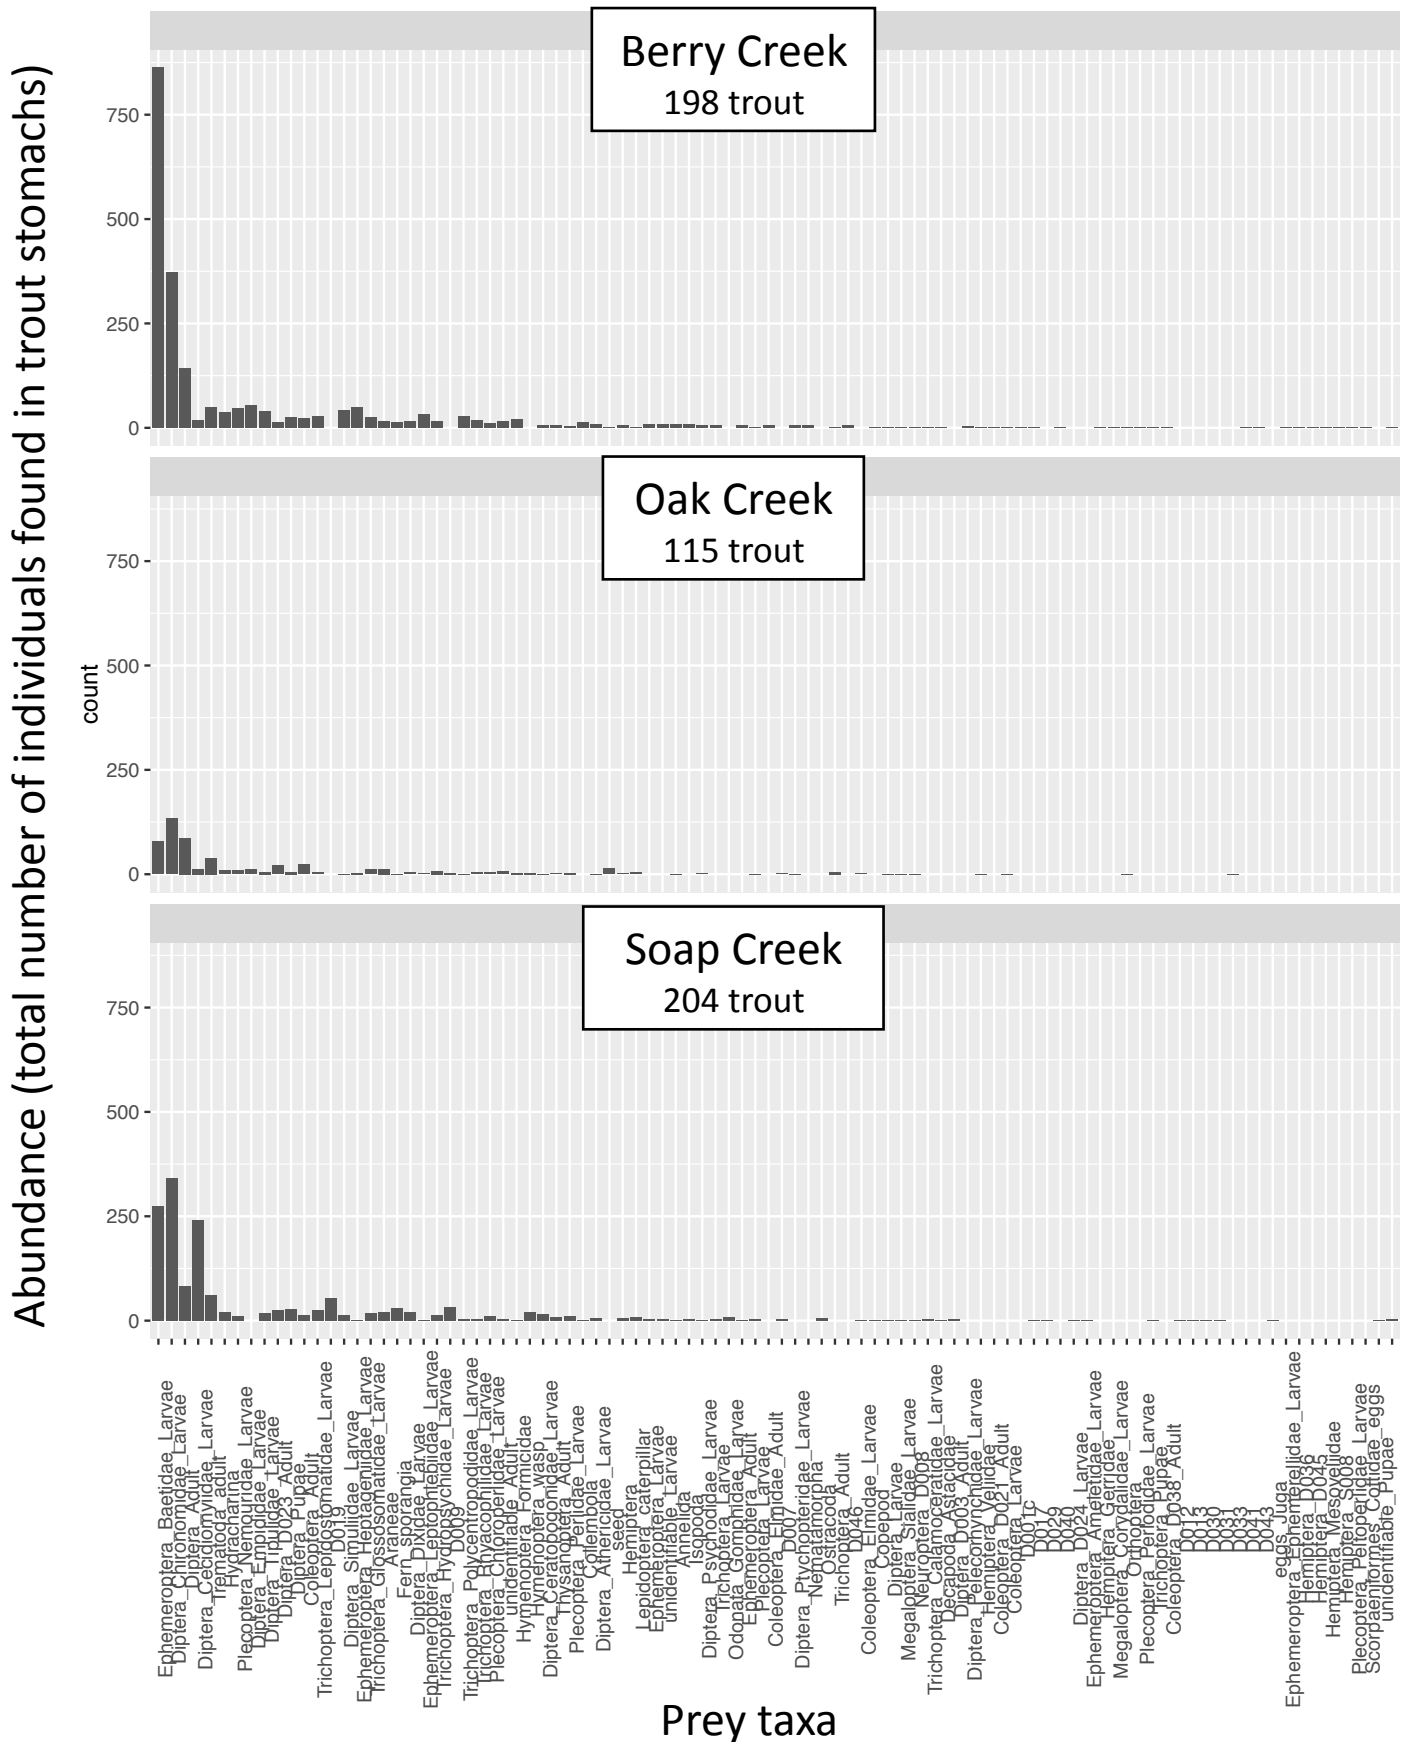 Abundance (total number of individuals found in trout stomachs)
count
Berry Creek
198 trout
750
500
250
0
Oak Creek
115 trout
750
500
250
0
Soap Creek
204 trout
750
500
250
0
Ephemeroptera_Baetidae_Larvae
Diptera_Chironomidae_Larvae
Diptera_Adult
Diptera_Cecidiomyiidae_Larvae
Trematoda_adult
Hydracharina
Plecoptera_Nemouridae_Larvae
Diptera_Empididae_Larvae
Diptera_Tipulidae_Larvae
Diptera_D023_Adult
Diptera_Pupae
Coleoptera_Adult
Trichoptera_Lepidostomatidae_Larvae
D019
Diptera_Simuliidae_Larvae
Ephemeroptera_Heptageniidae_Larvae
Trichoptera_Glossosomatidae_Larvae
Araneae
Fern_sporangia
Diptera_Dixidae_Larvae
Ephemeroptera_Leptophlebiidae_Larvae
Trichoptera_Hydropsychidae_Larvae
D009
Trichoptera_Polycentropodidae_Larvae
Trichoptera_Rhyacophilidae_Larvae
Plecoptera_Chloroperlidae_Larvae
unidentifiable_Adult
Hymenoptera_Formicidae
Hymenoptera_wasp
Diptera_Ceratopogonidae_Larvae
Thysanoptera_Adult
Plecoptera_Perlidae_Larvae
Collembola
Diptera_Athericidae_Larvae
seed
Hemiptera
Lepidoptera_caterpillar
Ephemeroptera_Larvae
unidentifiable_Larvae
Annelida
Isopoda
Diptera_Psychodidae_Larvae
Trichoptera_Larvae
Odonata_Gomphidae_Larvae
Ephemeroptera_Adult
Plecoptera_Larvae
Coleoptera_Elmidae_Adult
D007
Diptera_Ptychopteridae_Larvae
Nematamorpha
Ostracoda
Trichoptera_Adult
D046
Coleoptera_Elmidae_Larvae
Copepod
Diptera_Larvae
Megaloptera_Sialidae_Larvae
Neuroptera_D008
Trichoptera_Calamoceratidae_Larvae
Decapoda_Astacidae
Diptera_D003_Adult
Diptera_Pelecorhynchidae_Larvae
Hemiptera_Veliidae
Coleoptera_D021_Adult
Coleoptera_Larvae
D001c
D017
D029
D040
Diptera_D024_Larvae
Ephemeroptera_Ameletidae_Larvae
Hempitera_Gerridae
Megaloptera_Corydalidae_Larvae
Orthoptera
Plecoptera_Perlodidae_Larvae
Trichoptera_Pupae
Coleoptera_D038_Adult
D012
D013
D030
D031
D033
D041
D043
eggs_Juga
Ephemeroptera_Ephemerellidae_Larvae
Hemiptera_D036
Hemiptera_D045
Hemiptera_Mesoveliidae
Hemiptera_S008
Plecoptera_Peltoperlidae_Larvae
Scorpaeniformes_Cottidae_eggs
unidentifiable_Pupae
Prey taxa